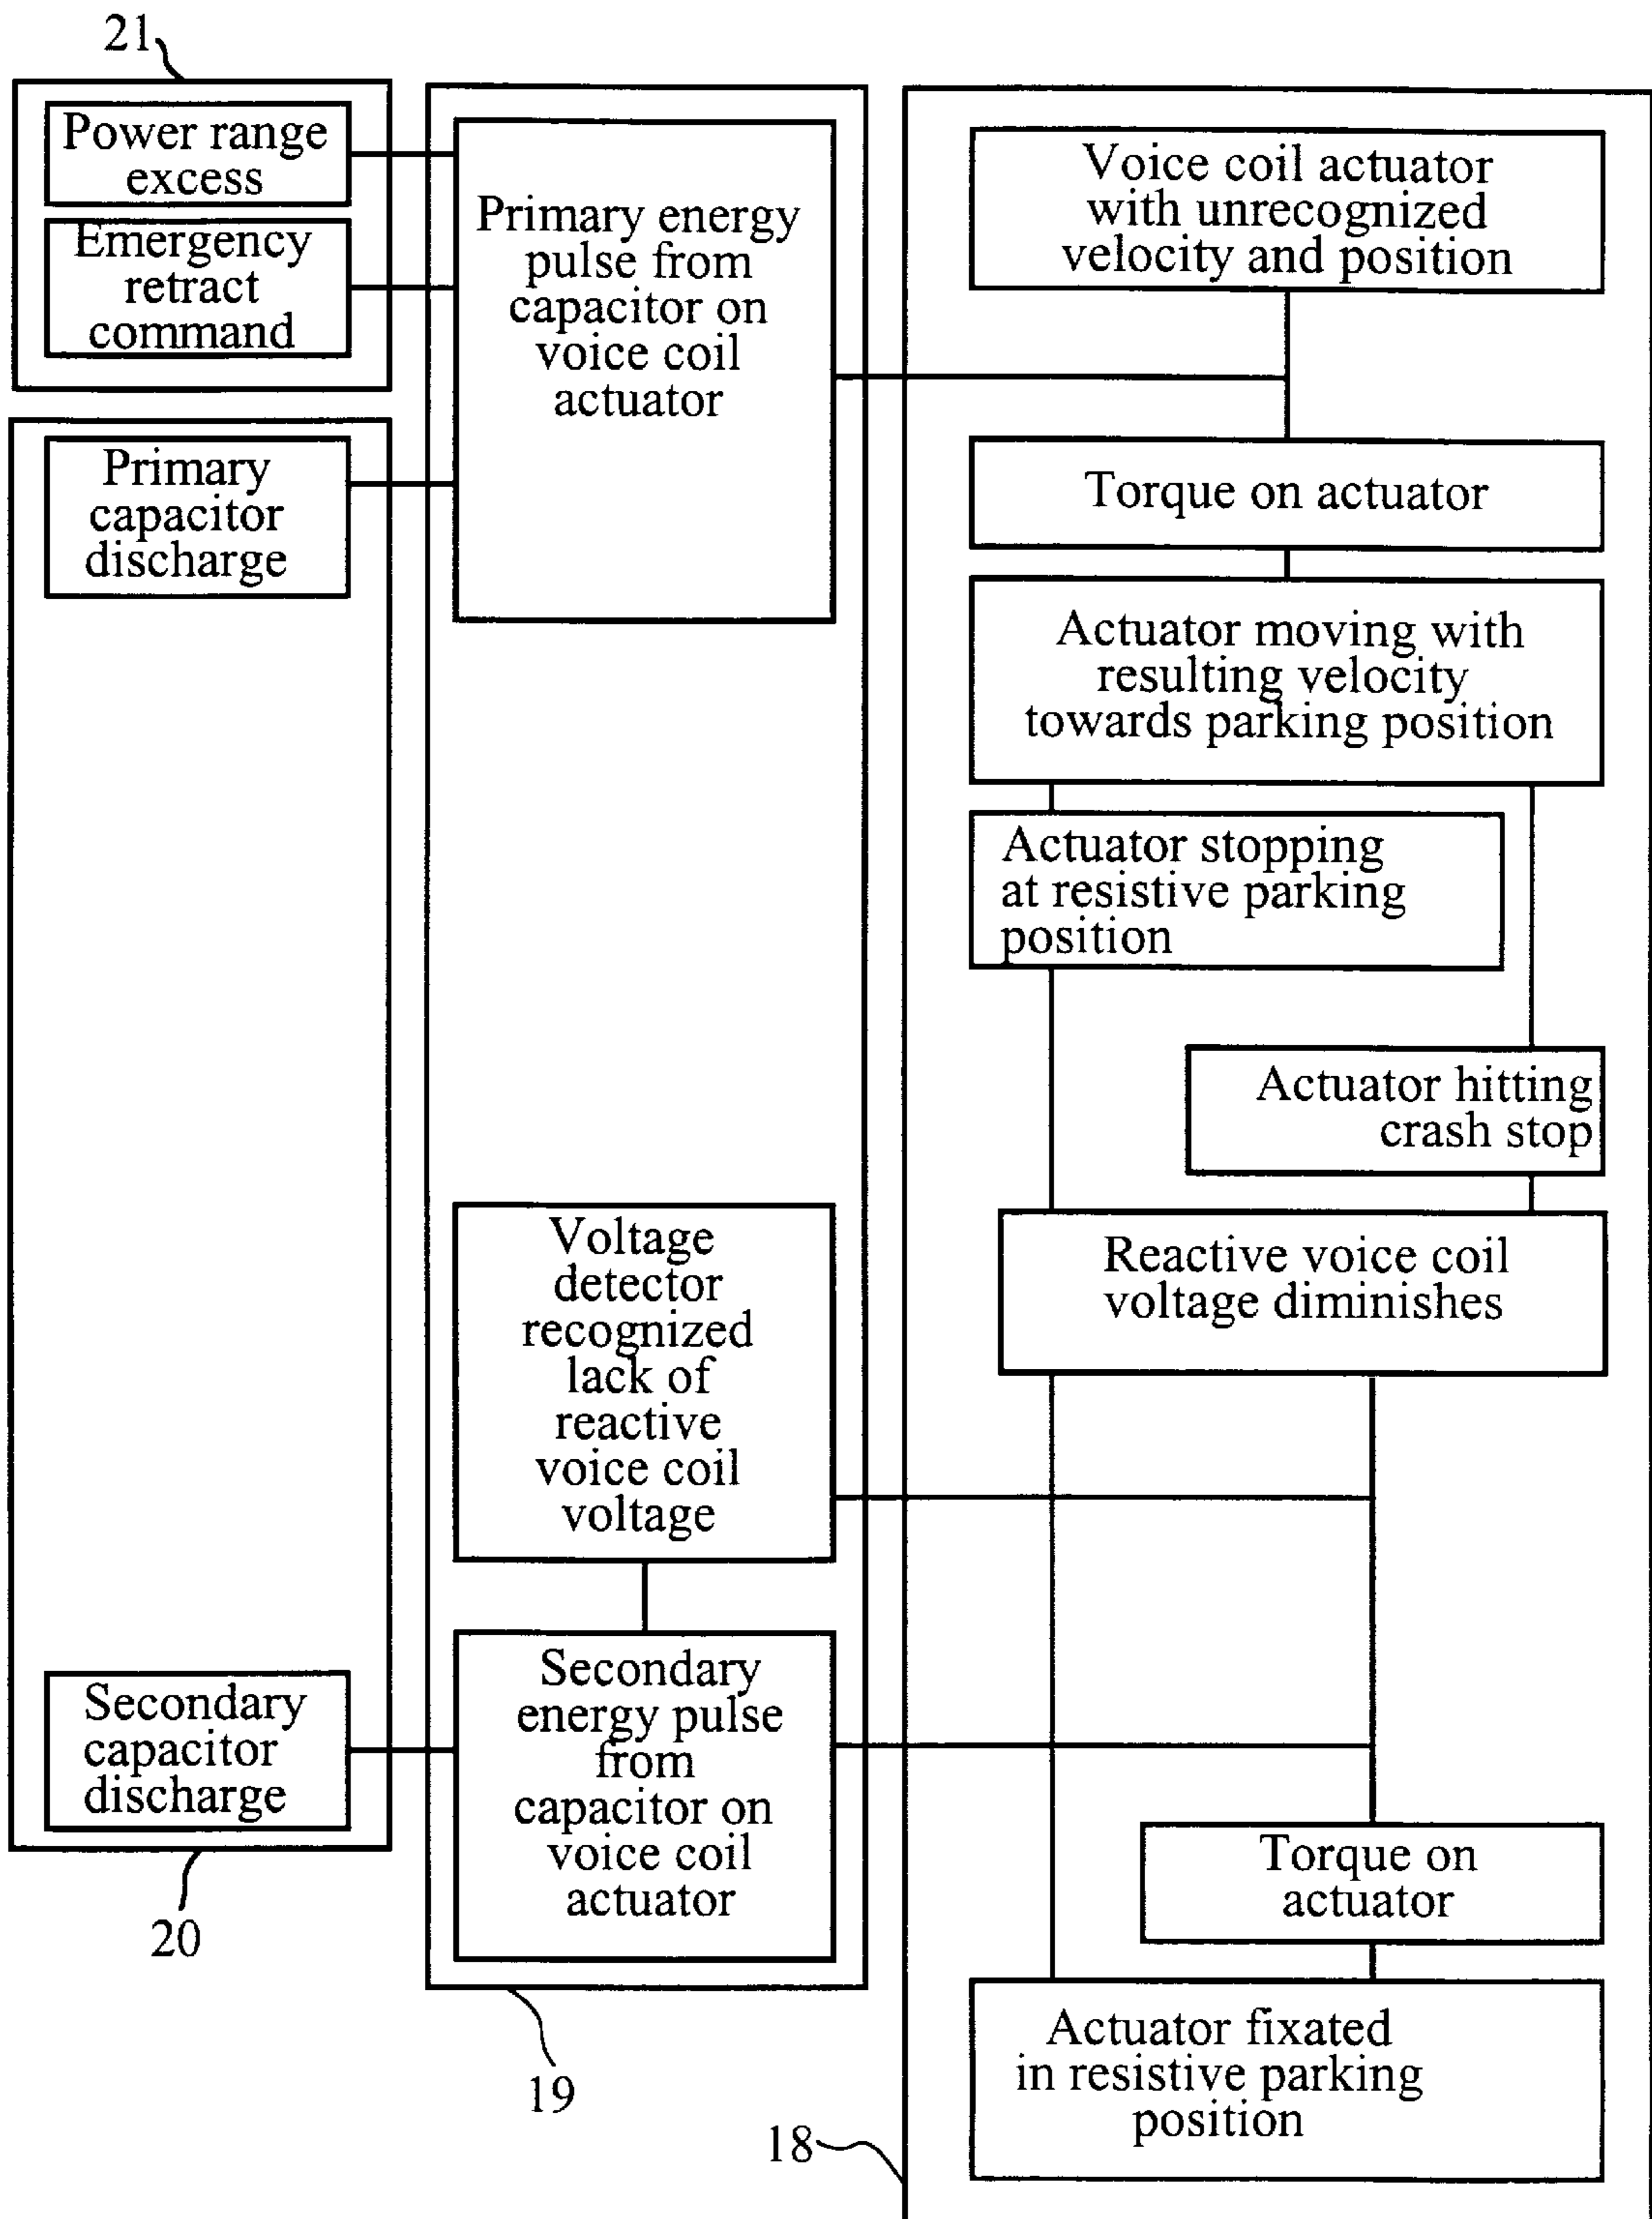 21
Power range
excess
Emergency
retract
command
Primary
capacitor
discharge
Secondary
capacitor
discharge
20
Primary energy
pulse from
capacitor on
voice coil
actuator
Voltage
detector
recognized
lack of
reactive
voice coil
voltage
Secondary
energy pulse
from
capacitor on
voice coil
actuator
19
Voice coil actuator
with unrecognized
velocity and position
Torque on actuator
Actuator moving with
resulting velocity
towards parking position
Actuator stopping
at resistive parking
position
Actuator hitting
crash stop
Reactive voice coil
voltage diminishes
Torque on
actuator
Actuator fixated
in resistive parking
position
18